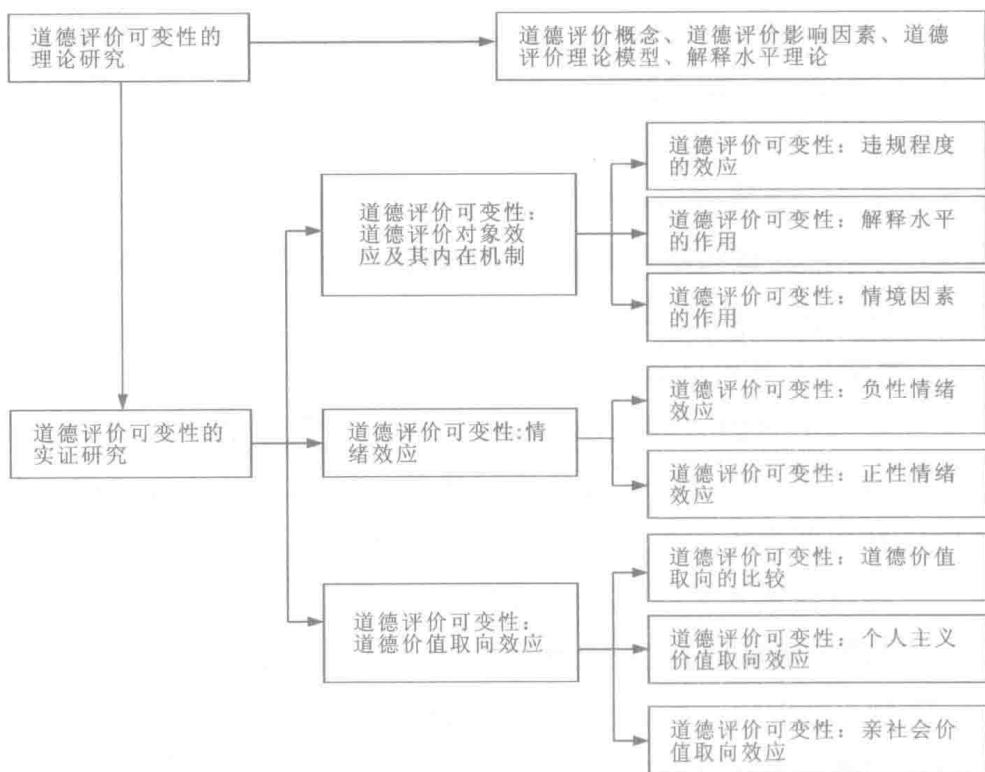 道德评价可变性的
理论研究
道德评价概念、道德评价影响因素、道德
评价理论模型、解释水平理论
道德评价可变性的
实证研究
道德评价可变性：
道德评价对象效
应及其内在机制
道德评价可变性：违规程度
的效应
道德评价可变性：解释水平
的作用
道德评价可变性：情境因素
的作用
道德评价可变性:情
绪效应
道德评价可变性：负性情绪
效应
道德评价可变性：正性情绪
效应
道德评价可变性：
道德价值取向效应
道德评价可变性：道德价值
取向的比较
道德评价可变性：个人主义
价值取向效应
道德评价可变性：亲社会价
值取向效应